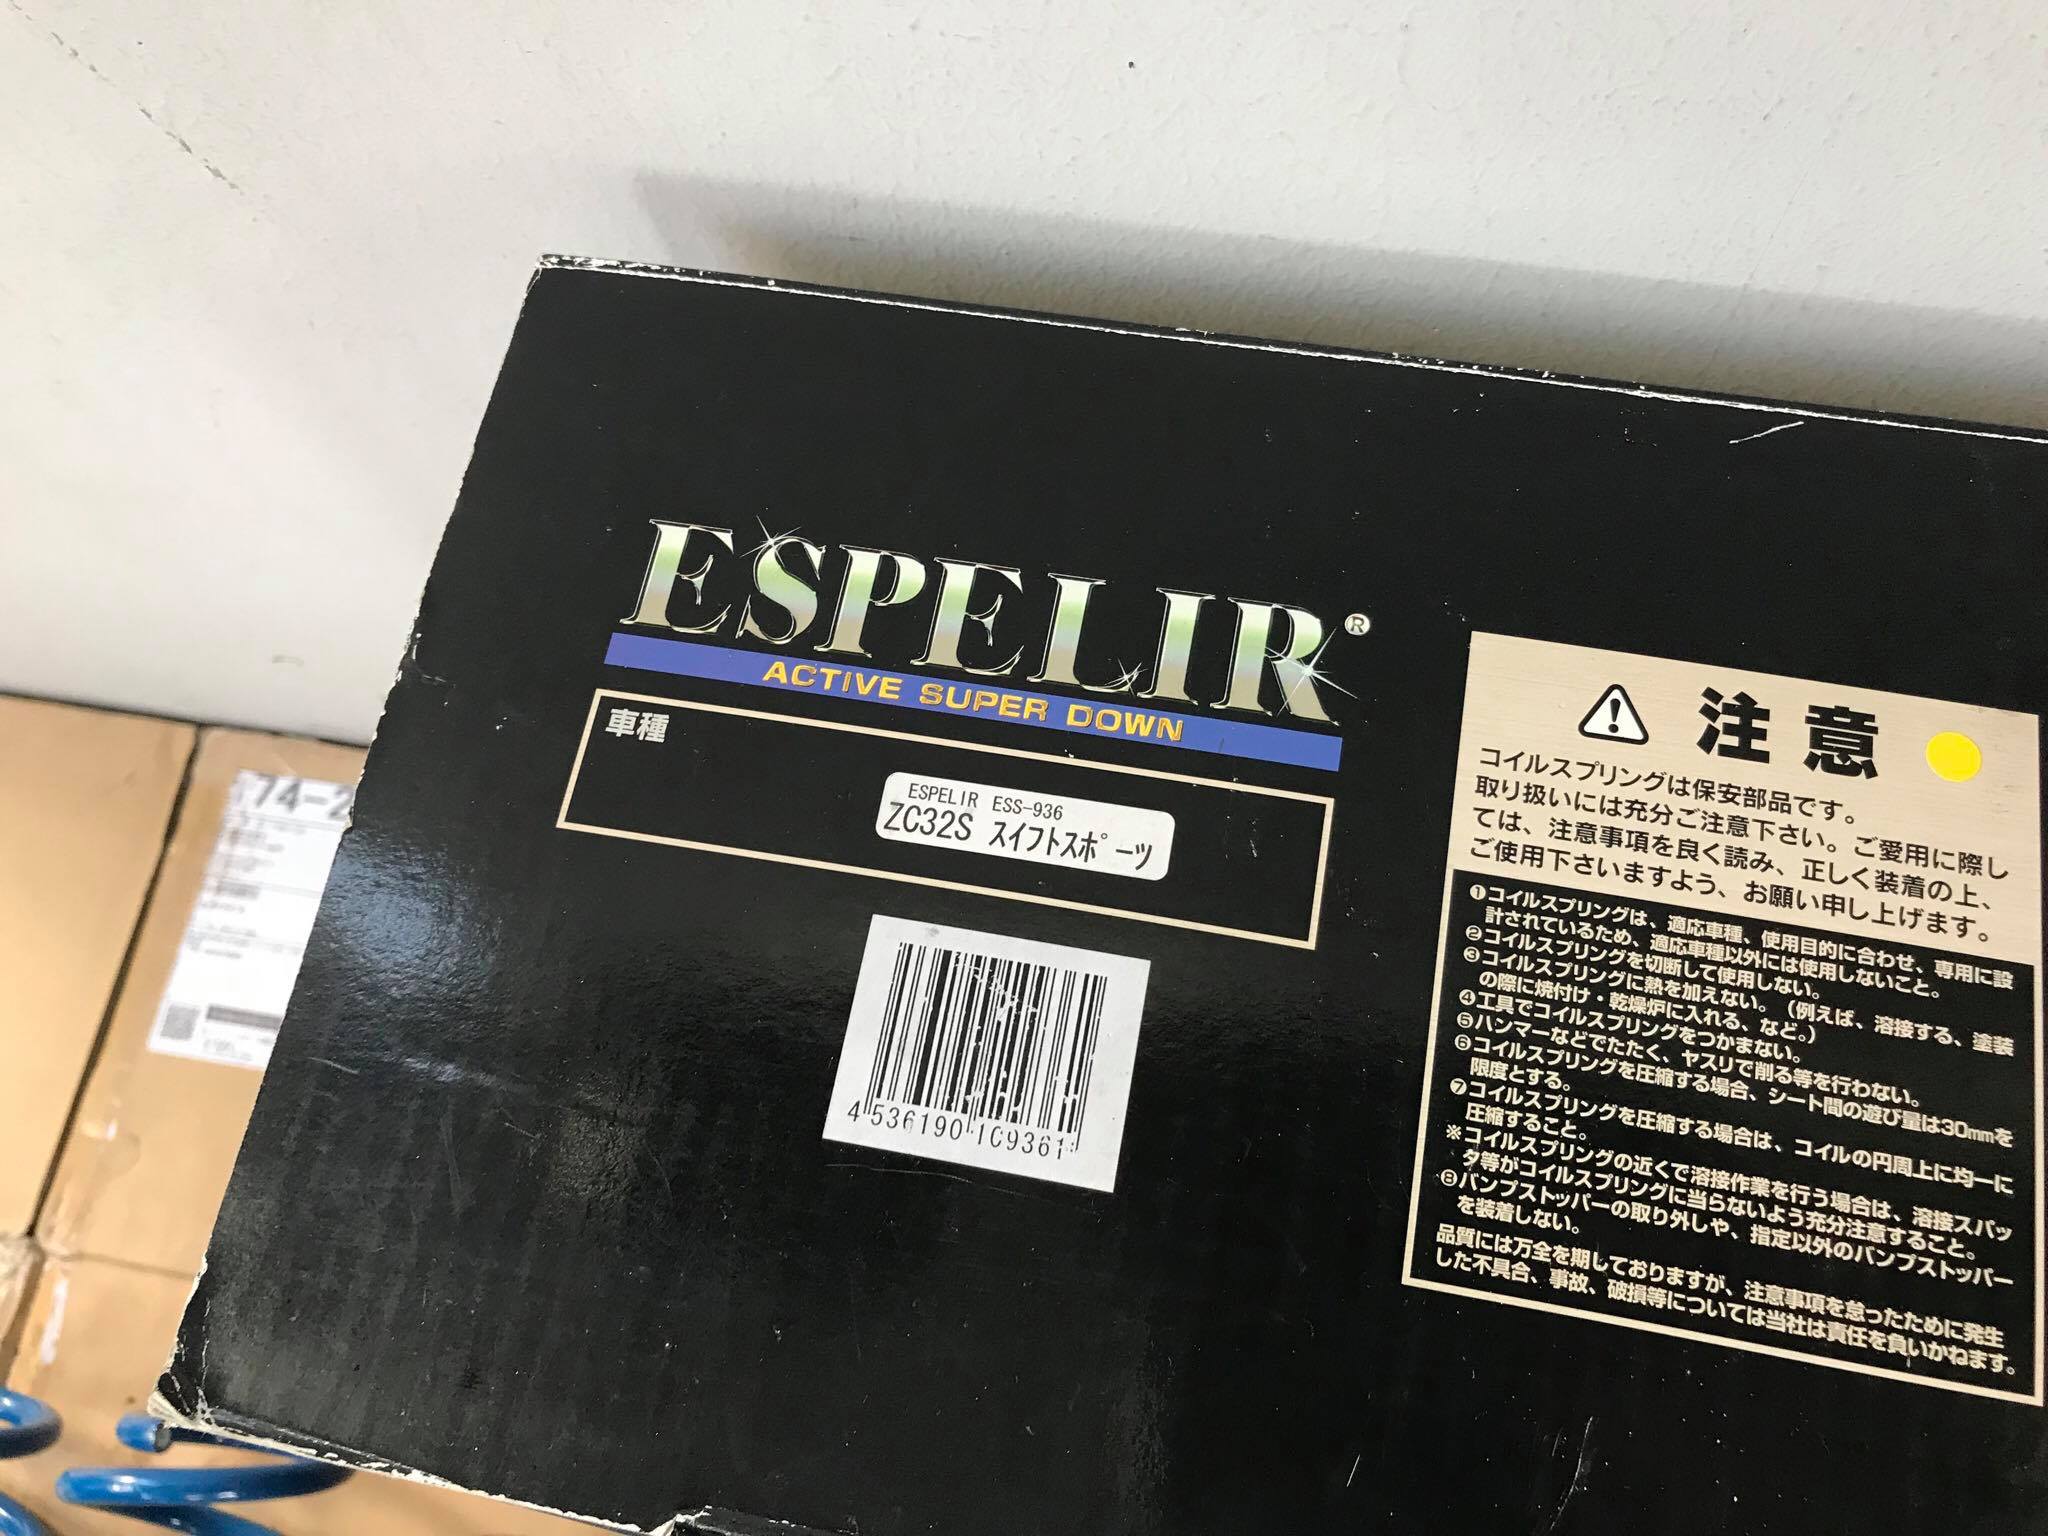 ESPELIR®
ACTIVE SUPER DOWN
車種
ESPELIR ESS-936
ZC32S スイフトスポーツ
4 536190 109361
74-2
注意
コイルスプリングは保安部品です。
取り扱いには充分ご注意下さい。ご愛用に際し
ては、注意事項を良く読み、正しく装着の上、
ご使用下さいますよう、お願い申し上げます。
❶コイルスプリングは、適応車種、使用目的に合わせ、専用に設
計されているため、適応車種以外には使用しないこと。
❷コイルスプリングを切断して使用しない。
❸コイルスプリングに熱を加えない。(例えば、溶接する、塗装
の際に焼付け・乾燥炉に入れる、など。)
❹工具でコイルスプリングをつかまない。
❺ハンマーなどでたたく、ヤスリで削る等を行わない。
❻コイルスプリングを圧縮する場合、シート間の遊び量は30mmを
限度とする。
❼コイルスプリングを圧縮する場合は、コイルの円周上に均一に
圧縮すること。
※コイルスプリングの近くで溶接作業を行う場合は、溶接スパッ
タ等がコイルスプリングに当らないよう充分注意すること。
❽バンプストッパーの取り外しや、指定以外のバンプストッパー
を装着しない。
品質には万全を期しておりますが、注意事項を怠ったために発生
した不具合、事故、破損等については当社は責任を負いかねます。